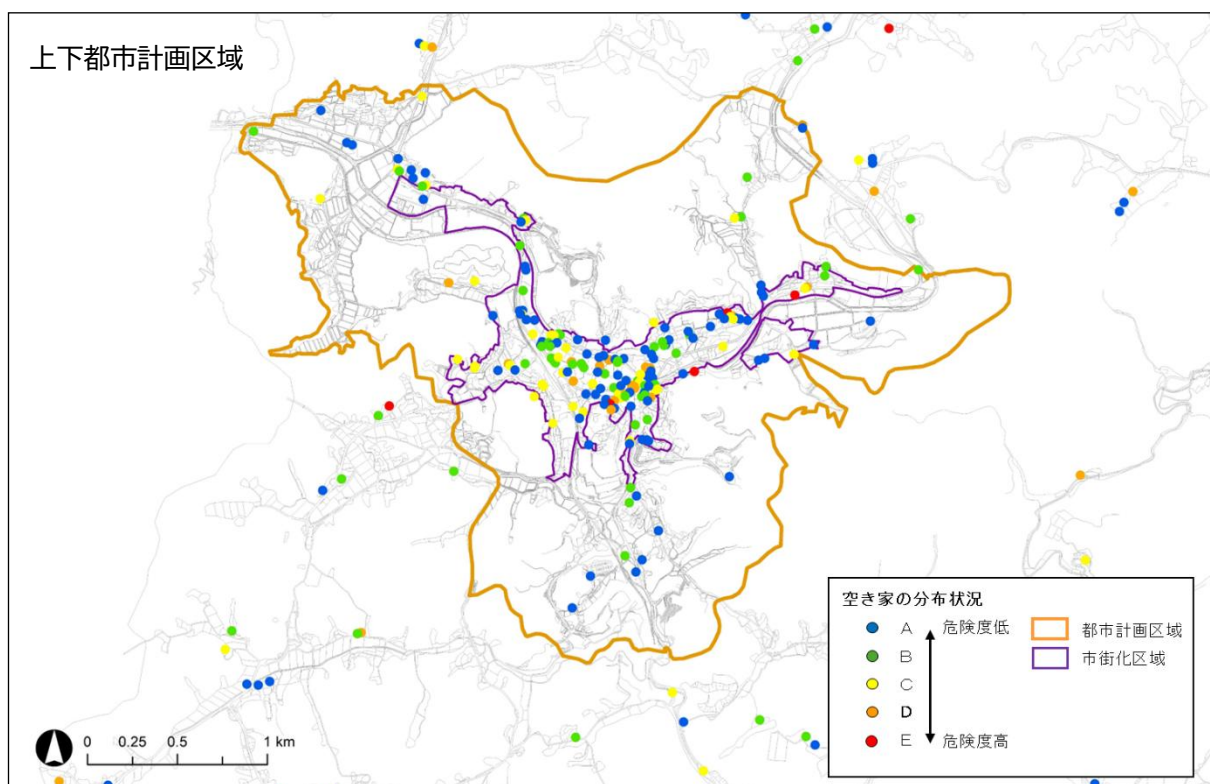 上下都市計画区域
空き家の分布状況
A 危険度低 都市計画区域
B 市街化区域
C
D
E 危険度高
0 0.25 0.5 1 km